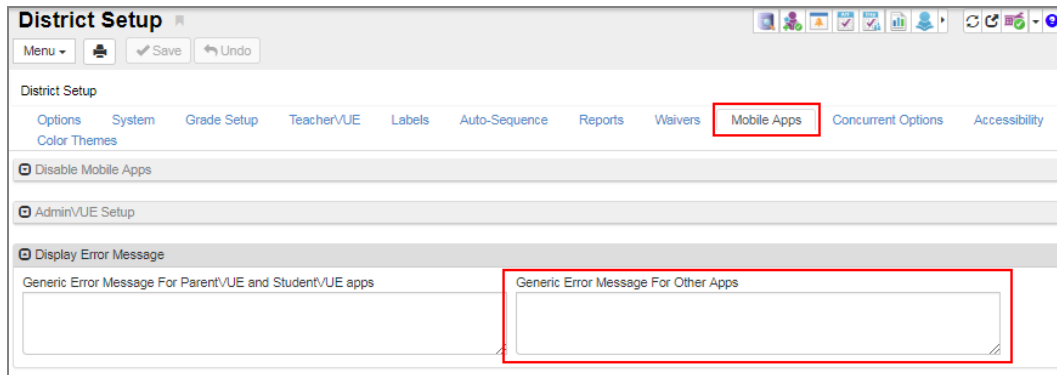 District Setup
Menu Save Undo
District Setup
Options System Grade Setup TeacherVUE Labels Auto-Sequence Reports Waivers Mobile Apps Concurrent Options Accessibility
Color Themes
Disable Mobile Apps
AdminVUE Setup
Display Error Message
Generic Error Message For ParentVUE and StudentVUE apps Generic Error Message For Other Apps